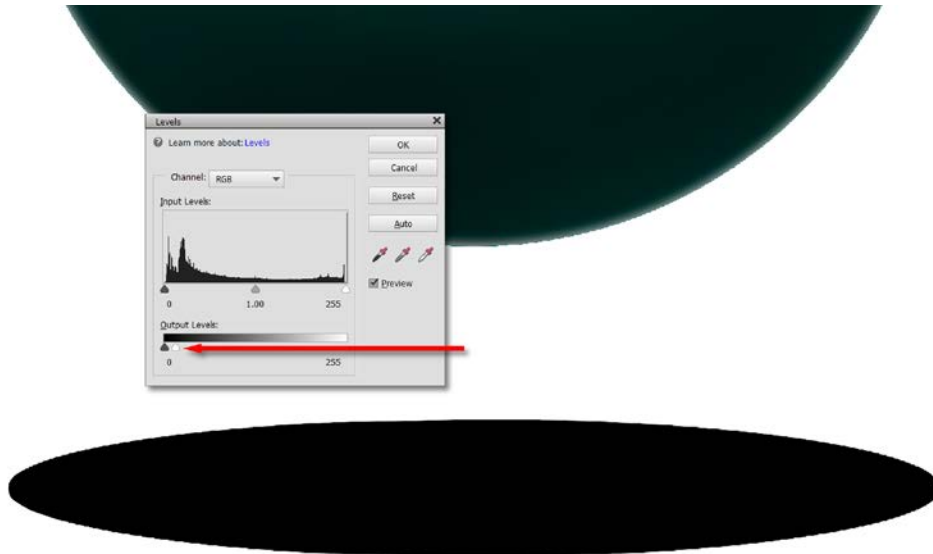 Levels
Learn more about: Levels
OK
Cancel
Channel: RGB
Reset
Input Levels:
Auto
0 1.00 255
Preview
Output Levels:
0 255